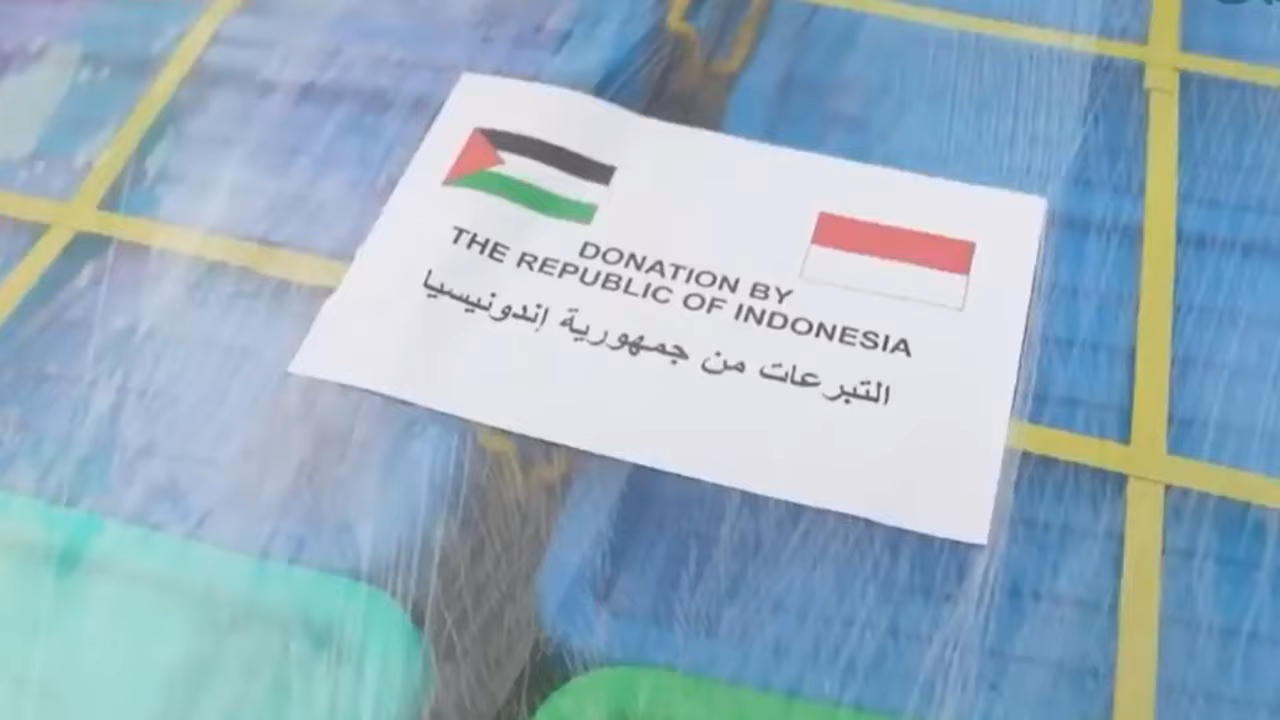 DONATION BY
THE REPUBLIC OF INDONESIA
التبرعات من جمهورية إندونيسيا